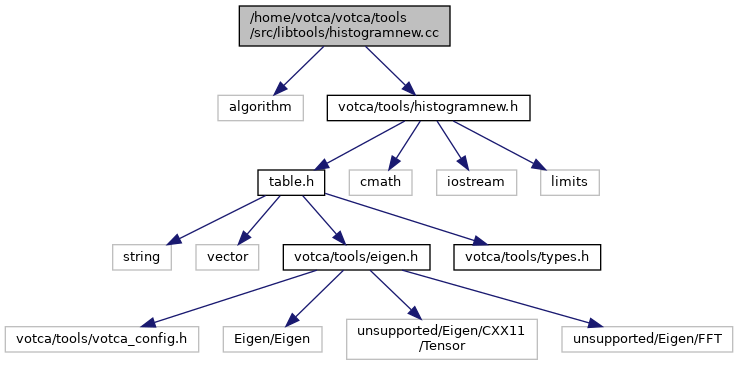 /home/votca/votca/tools
/src/libtools/histogramnew.cc
algorithm
votca/tools/histogramnew.h
table.h
cmath
iostream
limits
string
vector
votca/tools/eigen.h
votca/tools/types.h
votca/tools/votca_config.h
Eigen/Eigen
unsupported/Eigen/CXX11
/Tensor
unsupported/Eigen/FFT